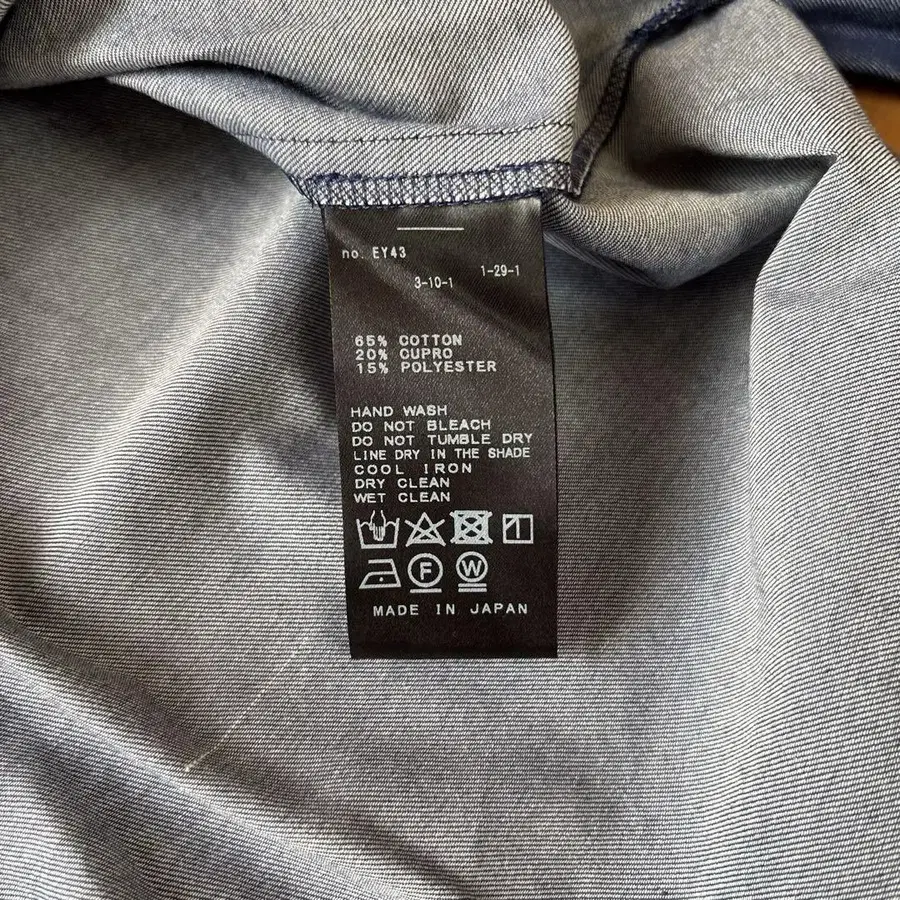 no. EY43
1-29-1
3-10-1
65% COTTON
20% CUPRO
15% POLYESTER
HAND WASH
DO NOT BLEACH
DO NOT TUMBLE DRY
LINE DRY IN THE SHADE
COOL IRON
DRY CLEAN
WET CLEAN
F W
MADE IN JAPAN